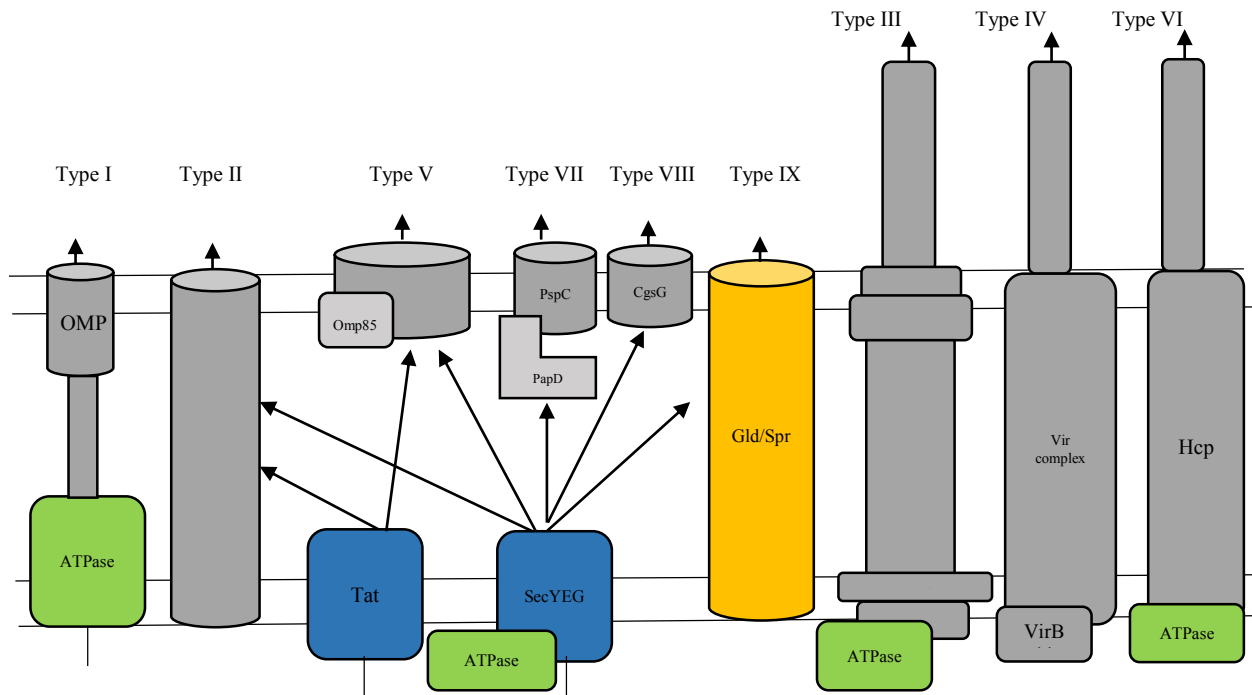 Type III
Type IV
Type VI
Type I
Type II
Type V
Type VII
Type VIII
Type IX
OMP
Omp85
PspC
CgsG
PapD
Gld/Spr
Vir
complex
Hcp
ATPase
Tat
SecYEG
ATPase
ATPase
VirB
ATPase